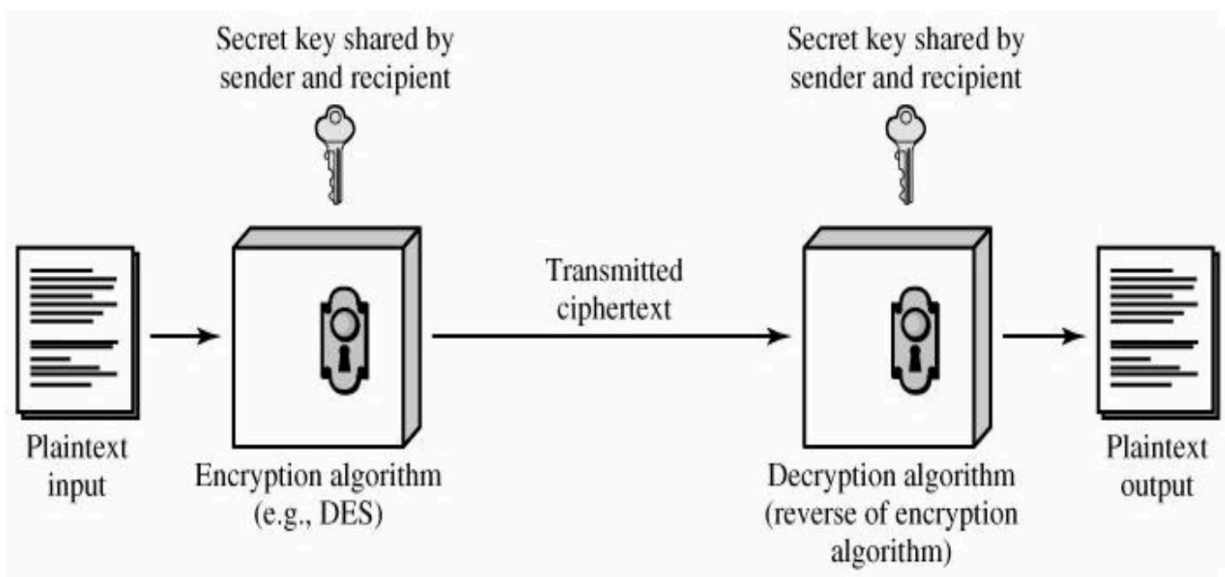 Secret key shared by
sender and recipient
Secret key shared by
sender and recipient
Transmitted
ciphertext
Plaintext
input
Encryption algorithm
(e.g., DES)
Decryption algorithm
(reverse of encryption
algorithm)
Plaintext
output